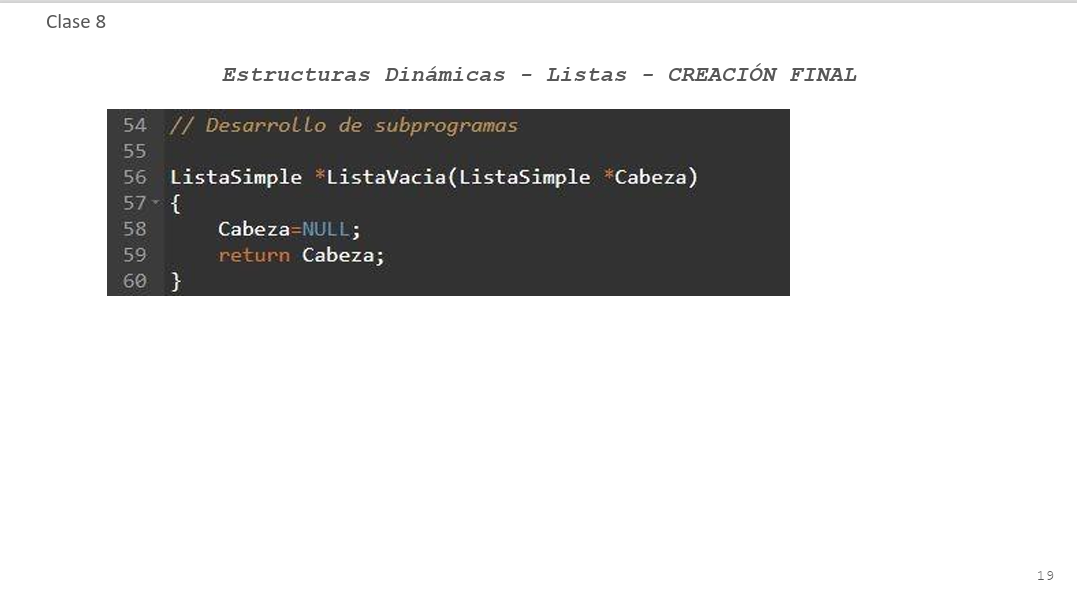 Clase 8
Estructuras Dinámicas - Listas - CREACIÓN FINAL
54 // Desarrollo de subprogramas
55
56 ListaSimple *ListaVacia(ListaSimple *Cabeza)
57 {
58 Cabeza=NULL;
59 return Cabeza;
60 }
19